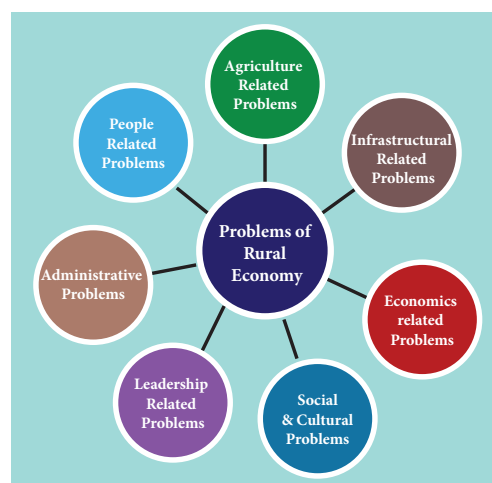 Agriculture
Related
Problems
People
Related
Problems
Infrastructural
Related
Problems
Problems of
Rural
Economy
Administrative
Problems
Economics
related
Problems
Leadership
Related
Problems
Social
& Cultural
Problems